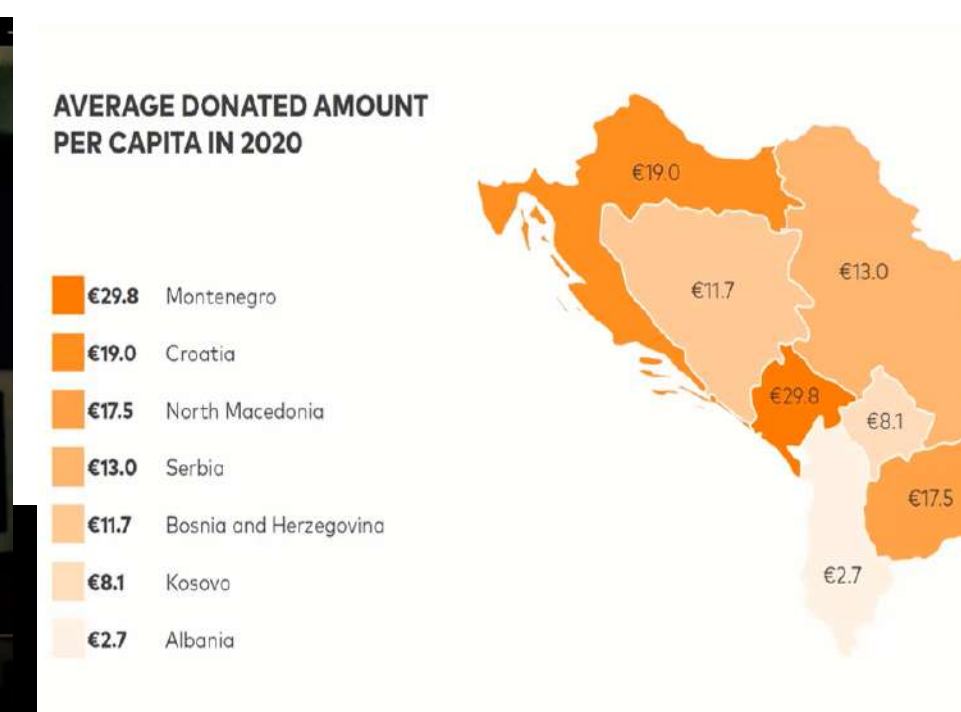 AVERAGE DONATED AMOUNT
PER CAPITA IN 2020
€29.8 Montenegro
€19.0 Croatia
€17.5 North Macedonia
€13.0 Serbia
€11.7 Bosnia and Herzegovina
€8.1 Kosovo
€2.7 Albania
€19.0
€13.0
€11.7
€29.8
€8.1
€17.5
€2.7